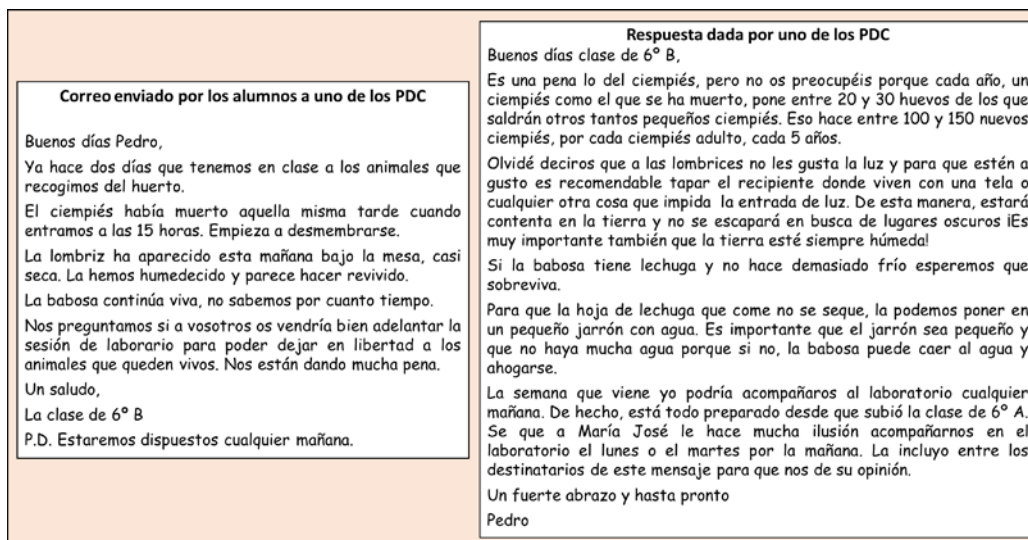 Correo enviado por los alumnos a uno de los PDC
Buenos días Pedro,
Ya hace dos días que tenemos en clase a los animales que
recogimos del huerto.
El ciempiés había muerto aquella misma tarde cuando
entramos a las 15 horas. Empieza a desmembrarse.
La lombriz ha aparecido esta mañana bajo la mesa, casi
seca. La hemos humedecido y parece hacer revivido.
La babosa continúa viva, no sabemos por cuanto tiempo.
Nos preguntamos si a vosotros os vendría bien adelantar la
sesión de laborario para poder dejar en libertad a los
animales que queden vivos. Nos están dando mucha pena.
Un saludo,
La clase de 6º B
P.D. Estaremos dispuestos cualquier mañana.
Respuesta dada por uno de los PDC
Buenos días clase de 6º B,
Es una pena lo del ciempiés, pero no os preocupéis porque cada año, un
ciempiés como el que se ha muerto, pone entre 20 y 30 huevos de los que
saldrán otros tantos pequeños ciempiés. Eso hace entre 100 y 150 nuevos
ciempiés, por cada ciempiés adulto, cada 5 años.
Olvidé deciros que a las lombrices no les gusta la luz y para que estén a
gusto es recomendable tapar el recipiente donde viven con una tela o
cualquier otra cosa que impida la entrada de luz. De esta manera, estará
contenta en la tierra y no se escapará en busca de lugares oscuros ¡Es
muy importante también que la tierra esté siempre húmeda!
Si la babosa tiene lechuga y no hace demasiado frío esperemos que
sobreviva.
Para que la hoja de lechuga que come no se seque, la podemos poner en
un pequeño jarrón con agua. Es importante que el jarrón sea pequeño y
que no haya mucha agua porque si no, la babosa puede caer al agua y
ahogarse.
La semana que viene yo podría acompañaros al laboratorio cualquier
mañana. De hecho, está todo preparado desde que subió la clase de 6º A.
Se que a María José le hace mucha ilusión acompañarnos en el
laboratorio el lunes o el martes por la mañana. La incluyo entre los
destinatarios de este mensaje para que nos de su opinión.
Un fuerte abrazo y hasta pronto
Pedro